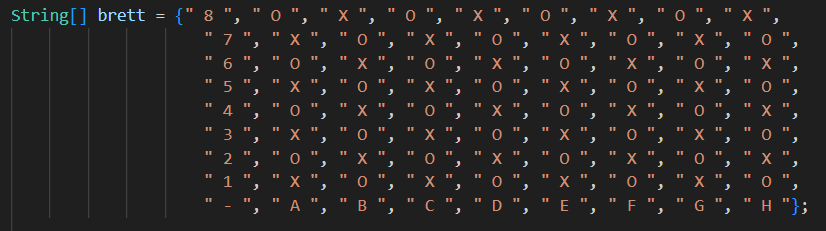 String[] brett = {" 8 ", " O ", " X ", " O ", " X ", " O ", " X ", " O ", " X ",
" 7 ", " X ", " O ", " X ", " O ", " X ", " O ", " X ", " O ",
" 6 ", " O ", " X ", " O ", " X ", " O ", " X ", " O ", " X ",
" 5 ", " X ", " O ", " X ", " O ", " X ", " O ", " X ", " O ",
" 4 ", " O ", " X ", " O ", " X ", " O ", " X ", " O ", " X ",
" 3 ", " X ", " O ", " X ", " O ", " X ", " O ", " X ", " O ",
" 2 ", " O ", " X ", " O ", " X ", " O ", " X ", " O ", " X ",
" 1 ", " X ", " O ", " X ", " O ", " X ", " O ", " X ", " O ",
" - ", " A ", " B ", " C ", " D ", " E ", " F ", " G ", " H "};